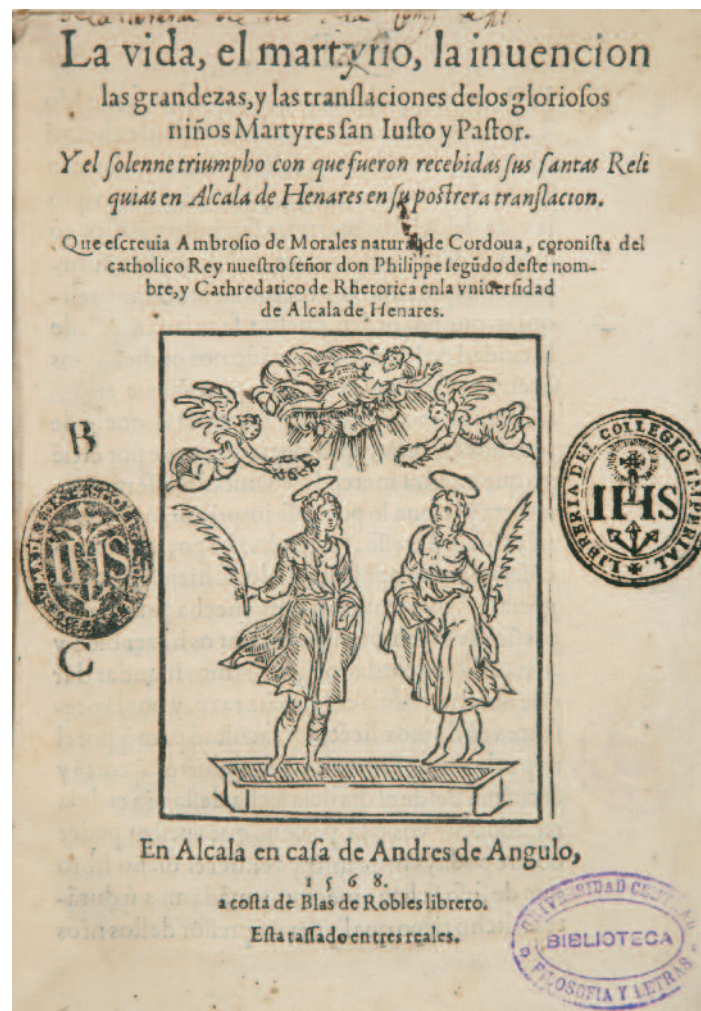 La vida, el martyrio, la inuencion
las grandezas, y las tranſlaciones delos glorioſos
niños Martyres ſan Iuſto y Paſtor.
Y el ſolenne triumpho con que fueron recebidas ſus ſantas Reli
quias en Alcala de Henares en ſu poſtrera tranſlacion.
Que eſcreuia Ambroſio de Morales natural de Cordoua, coroniſta del
catholico Rey nueſtro ſeñor don Philippe ſegũdo deſte nom-
bre, y Cathredatico de Rhetorica enla vniuerſidad
de Alcala de Henares.
B
IHS
C
LIBRERIA DEL COLLEGIO IMPERIAL
IHS
En Alcala en caſa de Andres de Angulo,
1568.
a coſta de Blas de Robles librero.
Eſta taſſado en tres reales.
UNIVERSIDAD CENTRAL
BIBLIOTECA
FILOSOFIA Y LETRAS